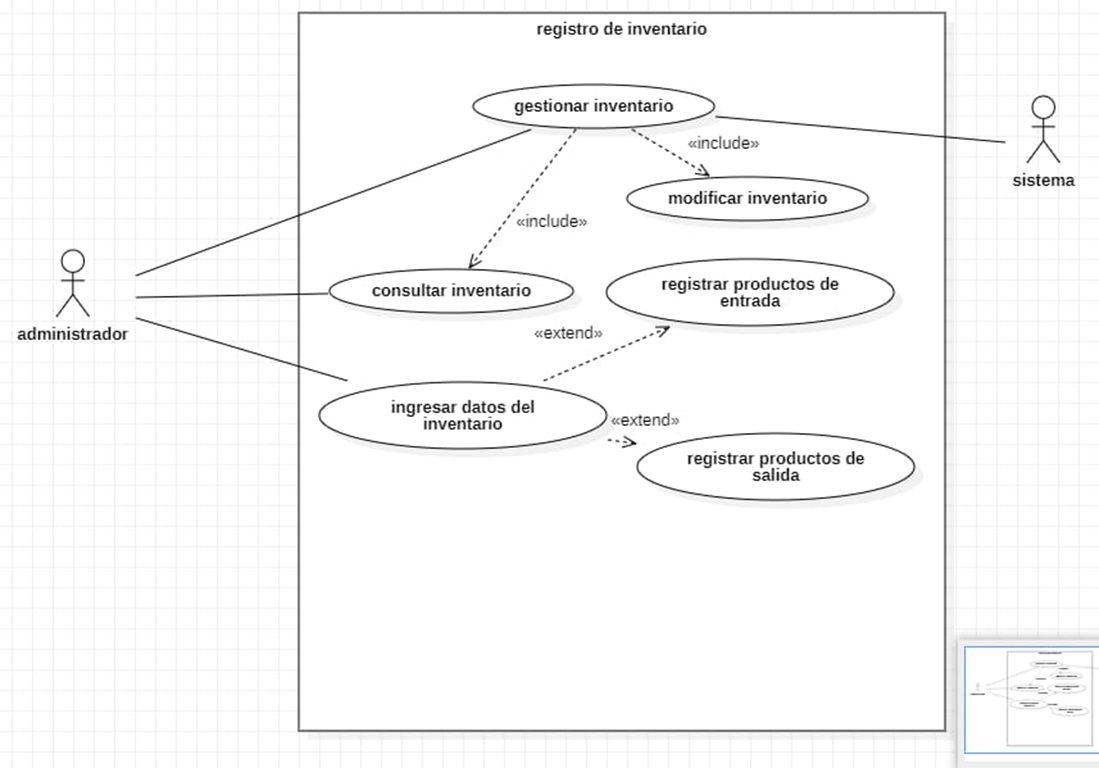 registro de inventario
gestionar inventario
«include»
sistema
modificar inventario
«include»
consultar inventario
registrar productos de
entrada
administrador
«extend»
ingresar datos del
inventario
«extend»
registrar productos de
salida